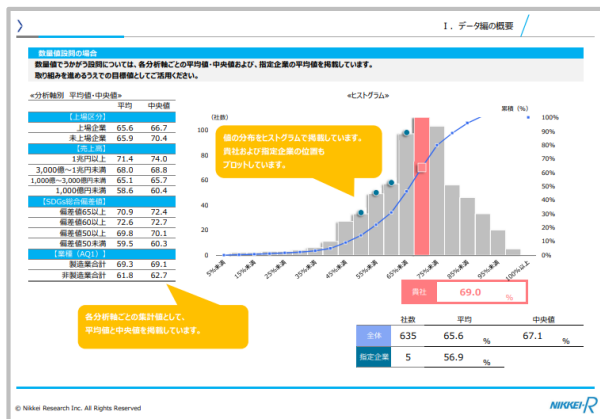 Ⅰ．データ編の概要
数量値設問の場合
数量値でうかがう設問については、各分析軸ごとの平均値・中央値および、指定企業の平均値を掲載しています。
取り組みを進めるうえでの目標値としてご活用ください。
≪分析軸別 平均値・中央値≫
平均 中央値
【上場区分】
上場企業 65.6 66.7
未上場企業 65.9 70.4
【売上高】
1兆円以上 71.4 74.0
3,000億～1兆円未満 68.0 68.8
1,000億～3,000億円未満 65.1 65.7
1,000億円未満 58.6 60.4
【SDGs総合偏差値】
偏差値65以上 70.9 72.4
偏差値60以上 72.6 72.7
偏差値50以上 69.8 70.1
偏差値50未満 59.5 60.3
【業種（AQ1）】
製造業合計 69.3 69.1
非製造業合計 61.8 62.7
各分析軸ごとの集計値として、
平均値と中央値を掲載しています。
≪ヒストグラム≫
（社数）
累積（%）
100
80
60
40
20
0
100%
90%
80%
70%
60%
50%
40%
30%
20%
10%
0%
値の分布をヒストグラムで掲載しています。
貴社および指定企業の位置も
プロットしています。
5%未満
15%未満
25%未満
35%未満
45%未満
55%未満
65%未満
75%未満
85%未満
95%未満
100%以上
貴社 69.0 %
社数 平均 中央値
全体 635 65.6 % 67.1 %
指定企業 5 56.9 %
© Nikkei Research Inc. All Rights Reserved
NIKKEI-R